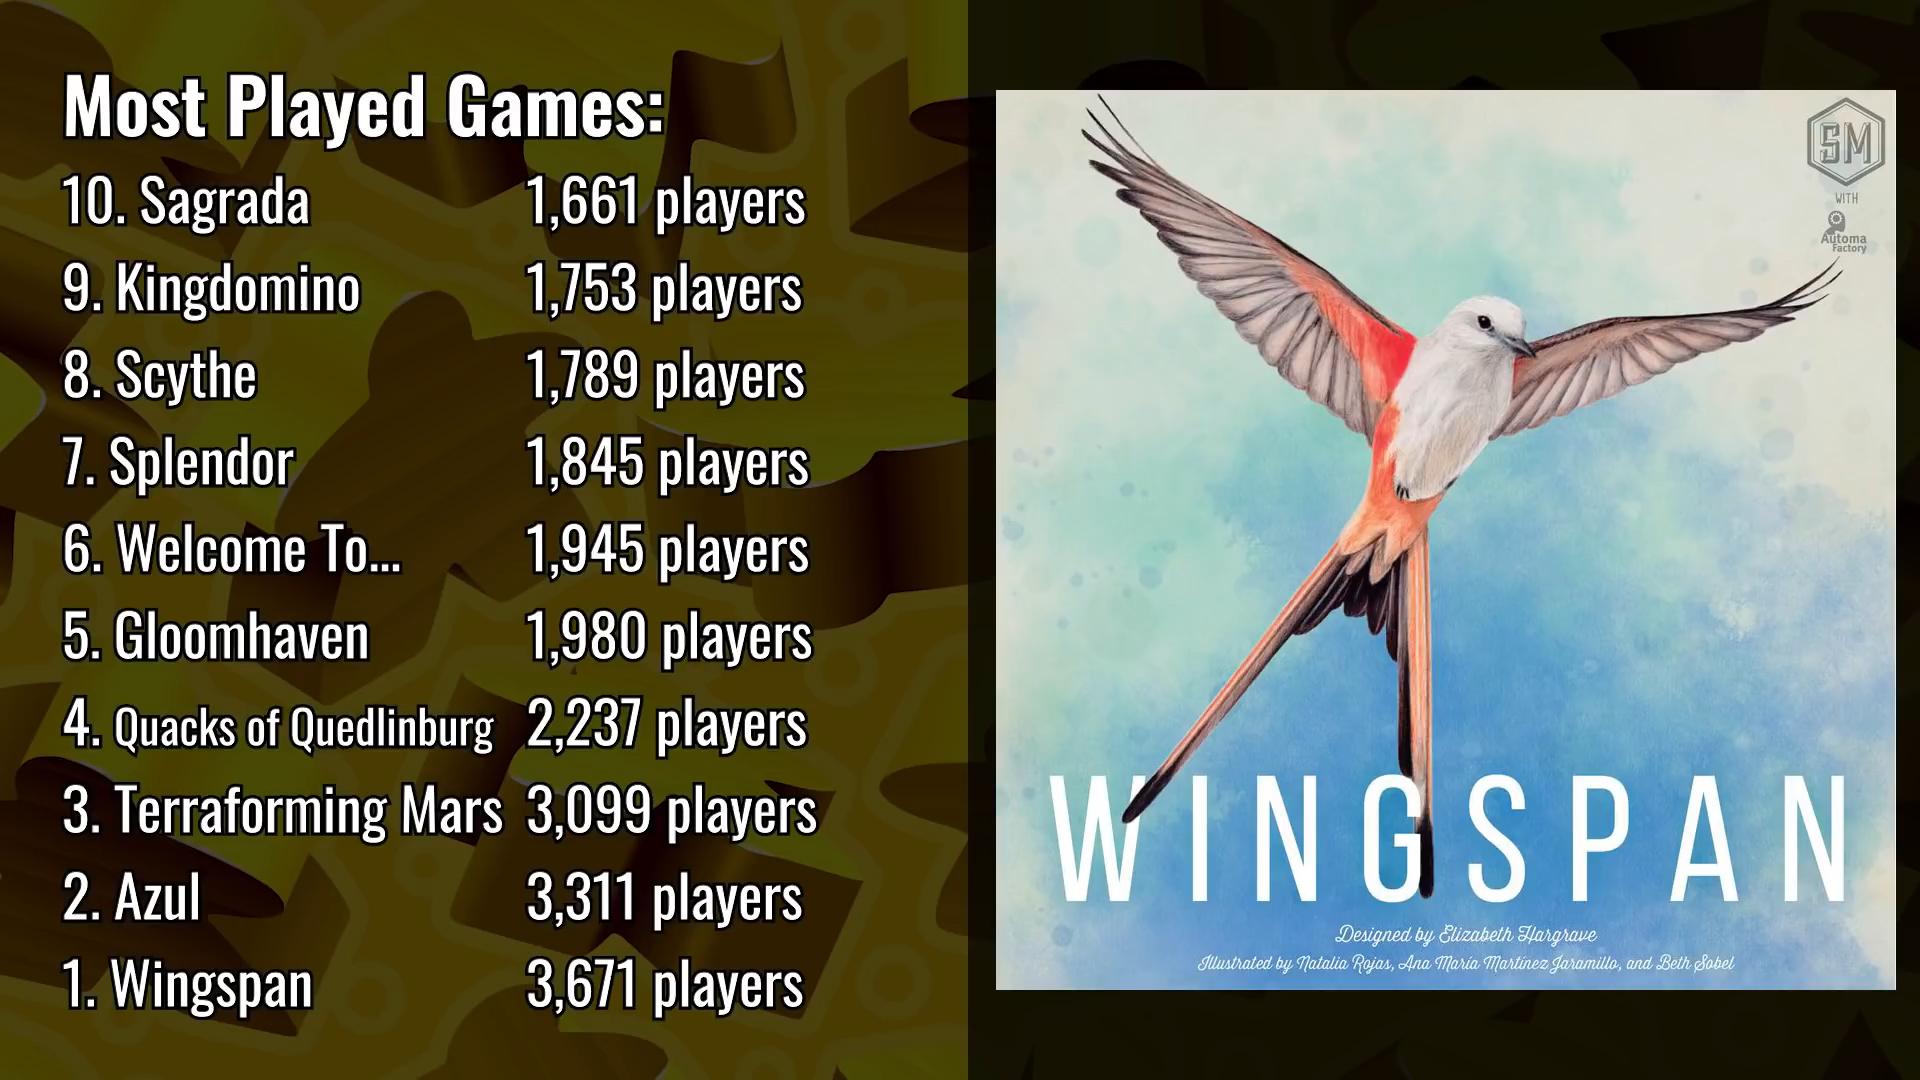 Most Played Games:
10. Sagrada 1,661 players
9. Kingdomino 1,753 players
8. Scythe 1,789 players
7. Splendor 1,845 players
6. Welcome To... 1,945 players
5. Gloomhaven 1,980 players
4. Quacks of Quedlinburg 2,237 players
3. Terraforming Mars 3,099 players
2. Azul 3,311 players
1. Wingspan 3,671 players
SM
WITH
Automa
Factory
WINGSPAN
Designed by Elizabeth Hargrave
Illustrated by Natalia Rojas, Ana María Martínez Jaramillo, and Beth Sobel